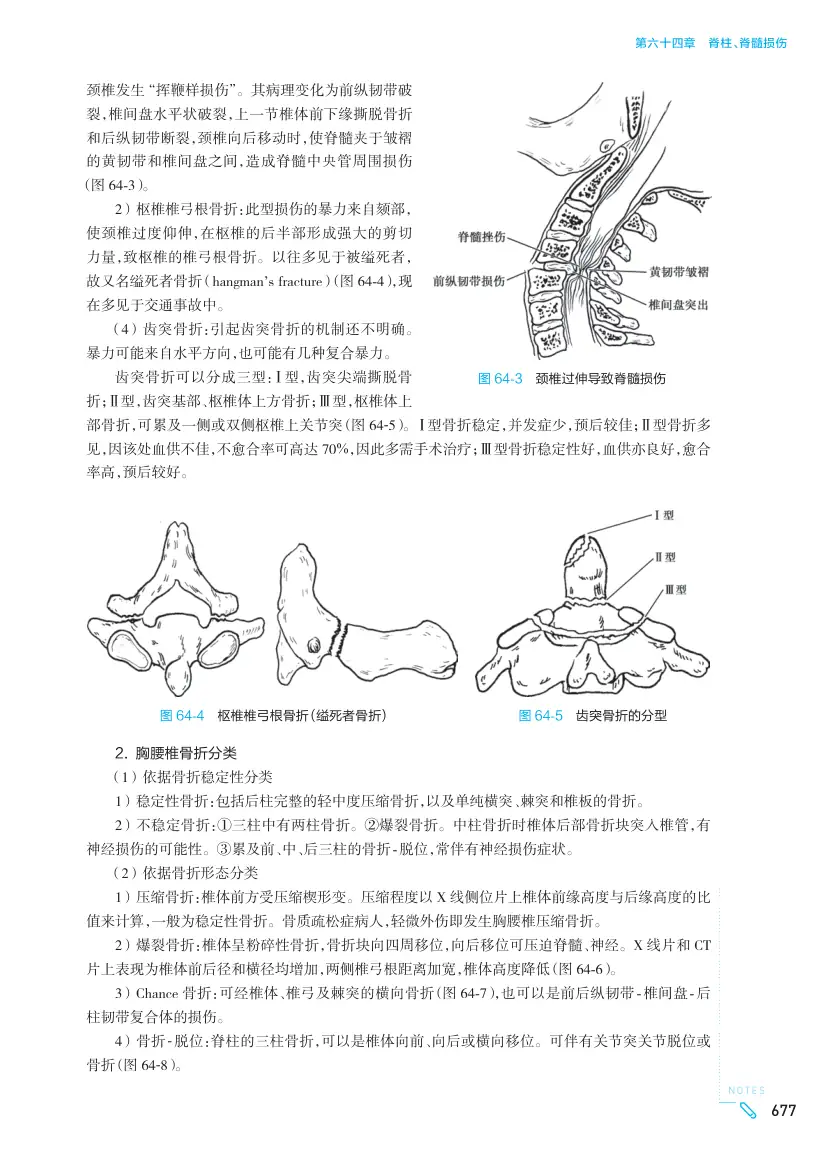 第六十四章 脊柱、脊髓损伤
颈椎发生“挥鞭样损伤”。其病理变化为前纵韧带破
裂,椎间盘水平状破裂,上一节椎体前下缘撕脱骨折
和后纵韧带断裂,颈椎向后移动时,使脊髓夹于皱褶
的黄韧带和椎间盘之间,造成脊髓中央管周围损伤
(图 64-3)。
2)枢椎椎弓根骨折:此型损伤的暴力来自颏部,
使颈椎过度仰伸,在枢椎的后半部形成强大的剪切
力量,致枢椎的椎弓根骨折。以往多见于被缢死者,
故又名缢死者骨折(hangman's fracture)(图 64-4),现
在多见于交通事故中。
(4)齿突骨折:引起齿突骨折的机制还不明确。
暴力可能来自水平方向,也可能有几种复合暴力。
齿突骨折可以分成三型:Ⅰ型,齿突尖端撕脱骨
折;Ⅱ型,齿突基部、枢椎体上方骨折;Ⅲ型,枢椎体上
脊髓挫伤
前纵韧带损伤
黄韧带皱褶
椎间盘突出
图 64-3 颈椎过伸导致脊髓损伤
部骨折,可累及一侧或双侧枢椎上关节突(图 64-5)。Ⅰ型骨折稳定,并发症少,预后较佳;Ⅱ型骨折多
见,因该处血供不佳,不愈合率可高达 70%,因此多需手术治疗;Ⅲ型骨折稳定性好,血供亦良好,愈合
率高,预后较好。
Ⅰ型
Ⅱ型
Ⅲ型
图 64-4 枢椎椎弓根骨折(缢死者骨折)
图 64-5 齿突骨折的分型
2. 胸腰椎骨折分类
(1)依据骨折稳定性分类
1)稳定性骨折:包括后柱完整的轻中度压缩骨折,以及单纯横突、棘突和椎板的骨折。
2)不稳定骨折:①三柱中有两柱骨折。②爆裂骨折。中柱骨折时椎体后部骨折块突入椎管,有
神经损伤的可能性。③累及前、中、后三柱的骨折-脱位,常伴有神经损伤症状。
(2)依据骨折形态分类
1)压缩骨折:椎体前方受压缩楔形变。压缩程度以 X 线侧位片上椎体前缘高度与后缘高度的比
值来计算,一般为稳定性骨折。骨质疏松症病人,轻微外伤即发生胸腰椎压缩骨折。
2)爆裂骨折:椎体呈粉碎性骨折,骨折块向四周移位,向后移位可压迫脊髓、神经。X 线片和 CT
片上表现为椎体前后径和横径均增加,两侧椎弓根距离加宽,椎体高度降低(图 64-6)。
3)Chance 骨折:可经椎体、椎弓及棘突的横向骨折(图 64-7),也可以是前后纵韧带-椎间盘-后
柱韧带复合体的损伤。
4)骨折-脱位:脊柱的三柱骨折,可以是椎体向前、向后或横向移位。可伴有关节突关节脱位或
骨折(图 64-8)。
NOTES
677